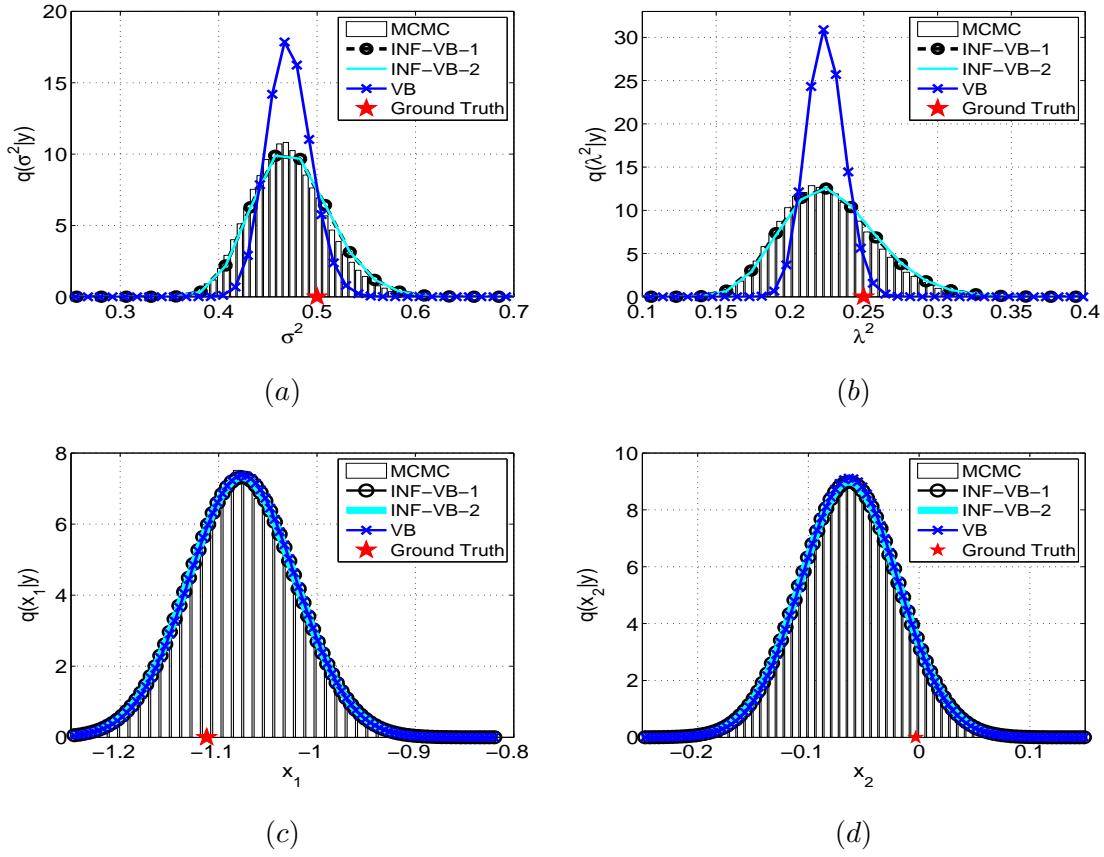 20
15
10
5
0
0.3 0.4 0.5 0.6 0.7
q(σ²|y)
σ²
MCMC
INF−VB−1
INF−VB−2
VB
Ground Truth
(a)
30
25
20
15
10
5
0
0.1 0.15 0.2 0.25 0.3 0.35 0.4
q(λ²|y)
λ²
MCMC
INF−VB−1
INF−VB−2
VB
Ground Truth
(b)
8
6
4
2
0
−1.2 −1.1 −1 −0.9 −0.8
q(x₁|y)
x₁
MCMC
INF−VB−1
INF−VB−2
VB
Ground Truth
(c)
10
8
6
4
2
0
−0.2 −0.1 0 0.1
q(x₂|y)
x₂
MCMC
INF−VB−1
INF−VB−2
VB
Ground Truth
(d)